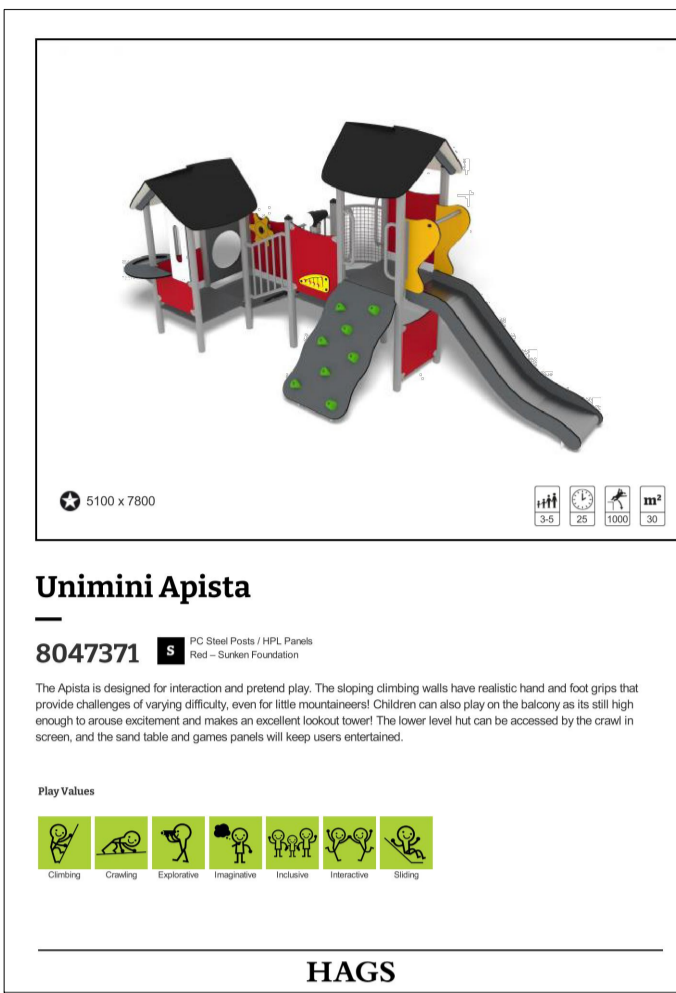 5100 x 7800
3-5
25
1000
m²
30
Unimini Apista
8047371
S
PC Steel Posts / HPL Panels
Red – Sunken Foundation
The Apista is designed for interaction and pretend play. The sloping climbing walls have realistic hand and foot grips that
provide challenges of varying difficulty, even for little mountaineers! Children can also play on the balcony as its still high
enough to arouse excitement and makes an excellent lookout tower! The lower level hut can be accessed by the crawl in
screen, and the sand table and games panels will keep users entertained.
Play Values
Climbing
Crawling
Explorative
Imaginative
Inclusive
Interactive
Sliding
HAGS